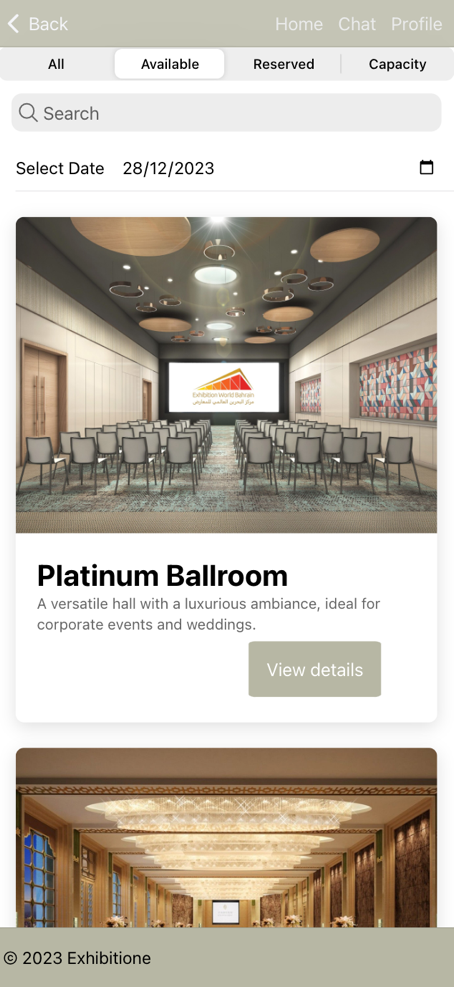 Back
Home Chat Profile
All Available Reserved Capacity
Search
Select Date 28/12/2023
Exhibition World Bahrain
مركز البحرين العالمي للمعارض
Platinum Ballroom
A versatile hall with a luxurious ambiance, ideal for
corporate events and weddings.
View details
© 2023 Exhibitione